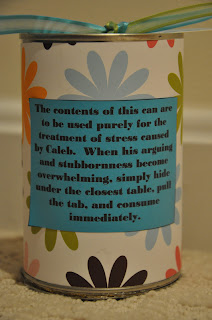 The contents of this can are
to be used purely for the
treatment of stress caused
by Caleb.  When his arguing
and stubbornness become
overwhelming, simply hide
under the closest table, pull
the tab, and consume
immediately.